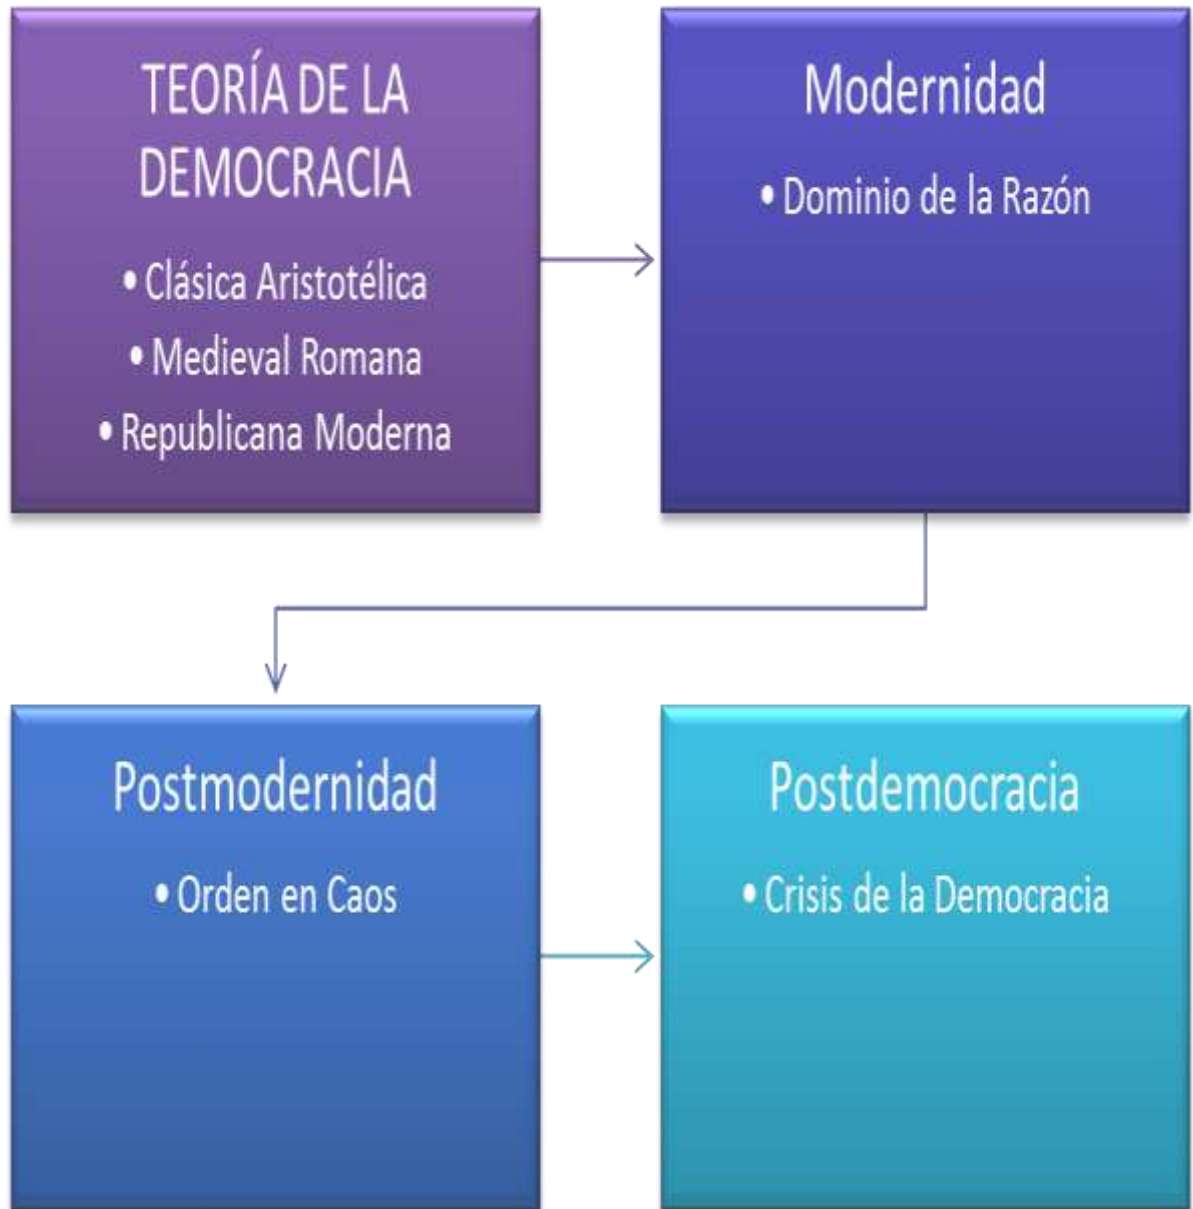 TEORÍA DE LA
DEMOCRACIA
• Clásica Aristotélica
• Medieval Romana
• Republicana Moderna
Modernidad
• Dominio de la Razón
Postmodernidad
• Orden en Caos
Postdemocracia
• Crisis de la Democracia